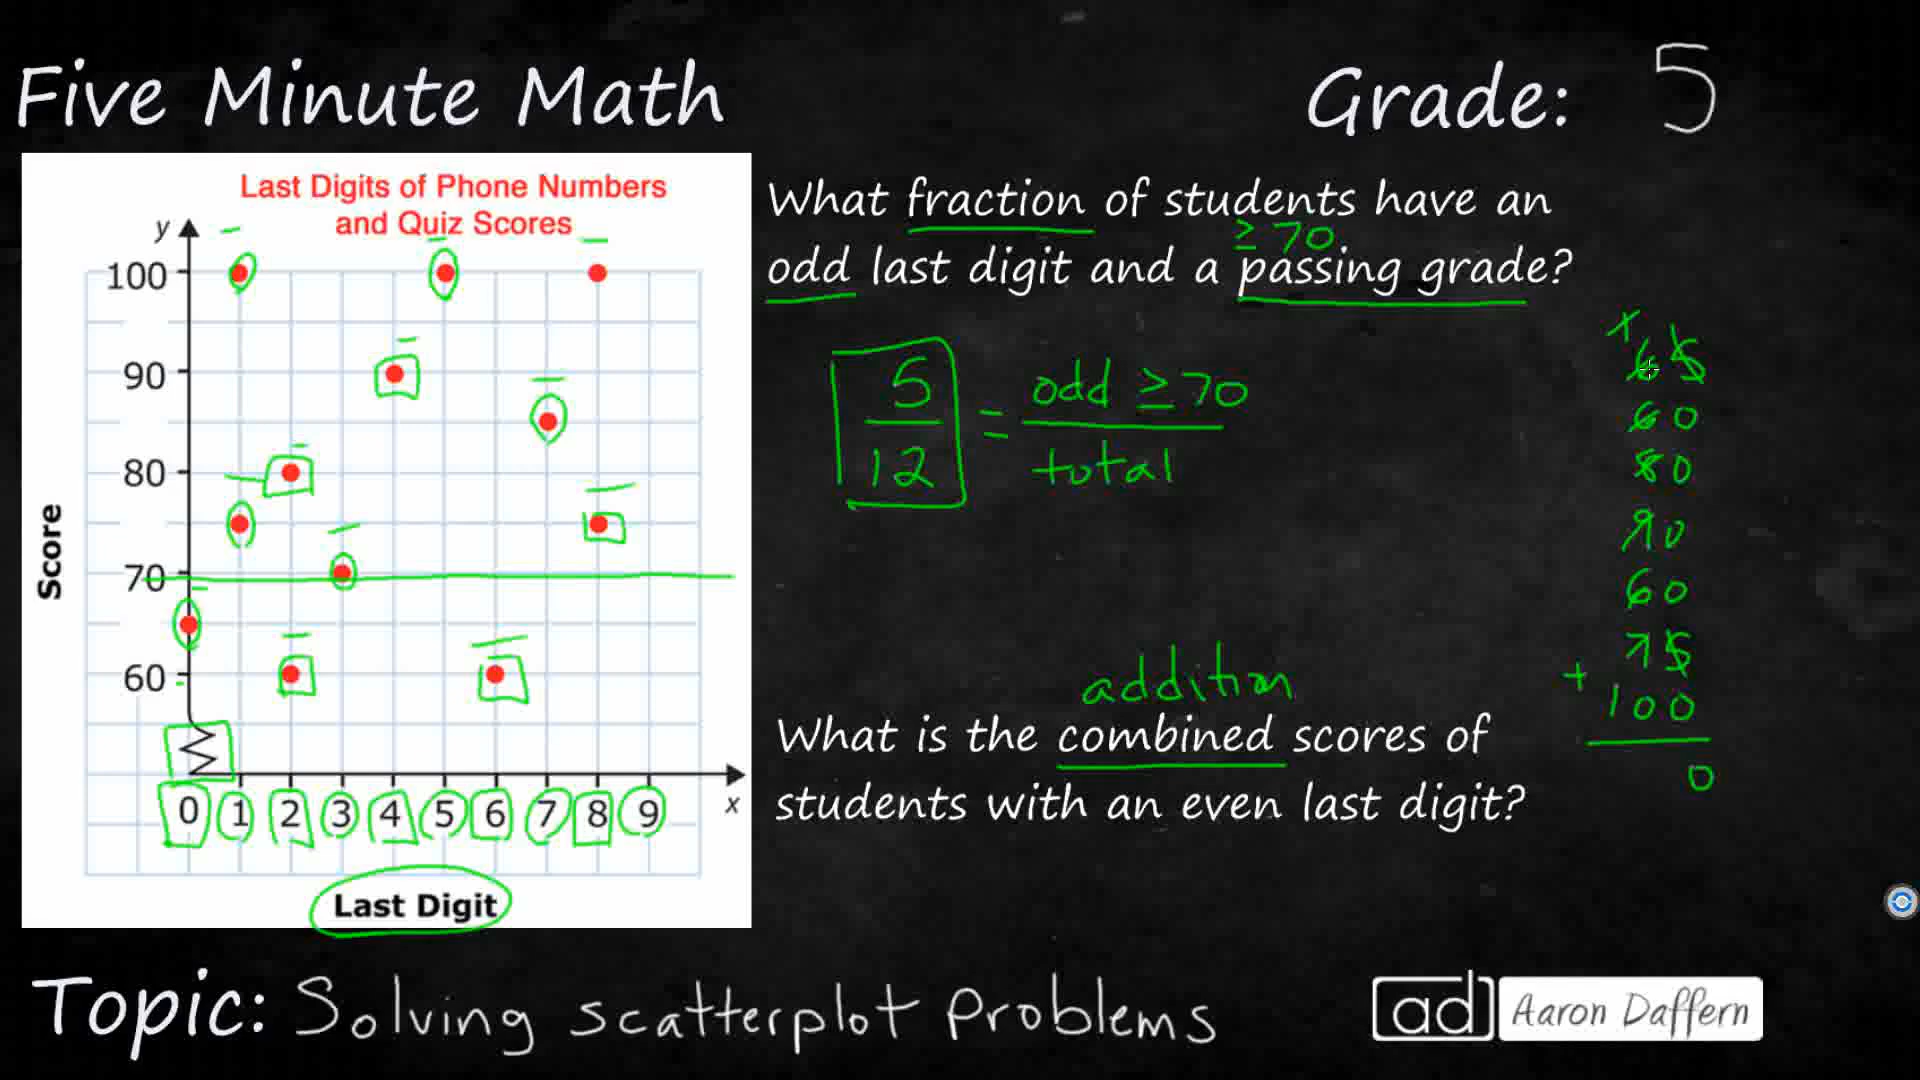 Five Minute Math
Grade: 5
Last Digits of Phone Numbers
and Quiz Scores
y
100
90
80
70
60
Score
0 1 2 3 4 5 6 7 8 9
x
Last Digit
What fraction of students have an
≥ 70
odd last digit and a passing grade?
5
12
=
odd ≥ 70
total
addition
What is the combined scores of
students with an even last digit?
65
60
80
90
60
75
+ 100
0
Topic: Solving scatterplot problems
ad Aaron Daffern